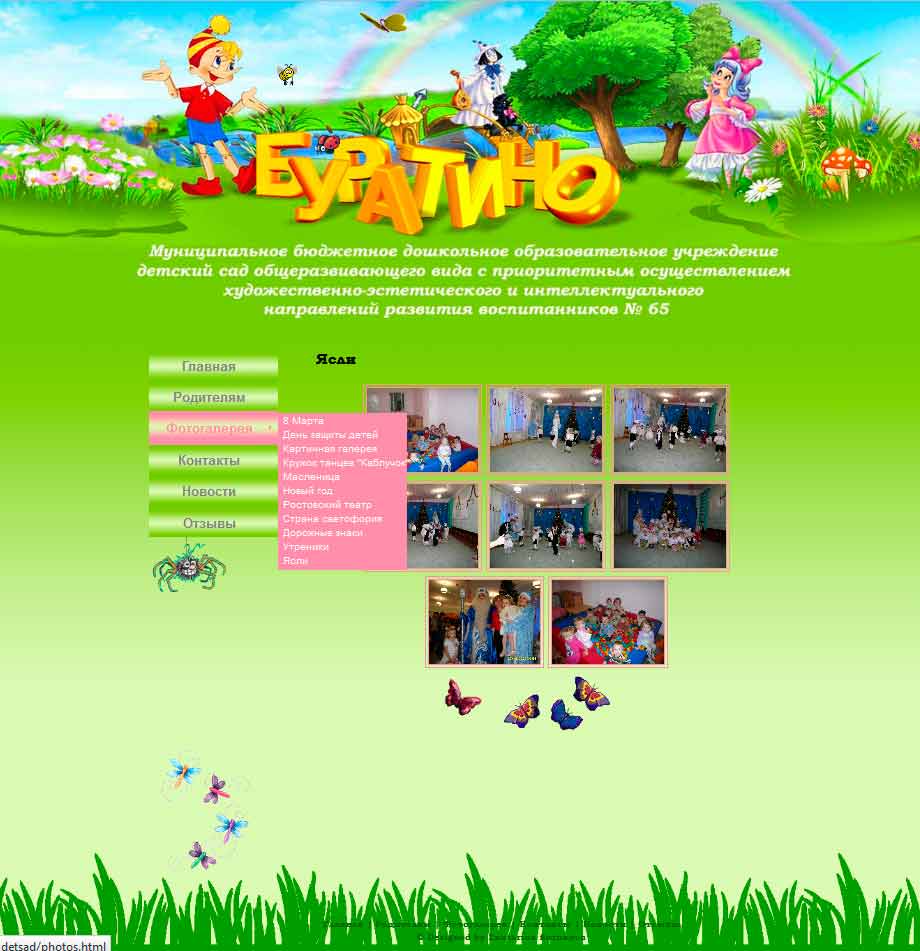 БУРАТИНО
Муниципальное бюджетное дошкольное образовательное учреждение
детский сад общеразвивающего вида с приоритетным осуществлением
художественно-эстетического и интеллектуального
направлений развития воспитанников № 65
Ясли
Главная
Родителям
Фотогалерея
Контакты
Новости
Отзывы
8 Марта
День защиты детей
Картинная галерея
Кружок танцев "Каблучок"
Масленица
Новый год
Ростовский театр
Страна светофория
Дорожные знаки
Утреники
Ясли
detsad/photos.html